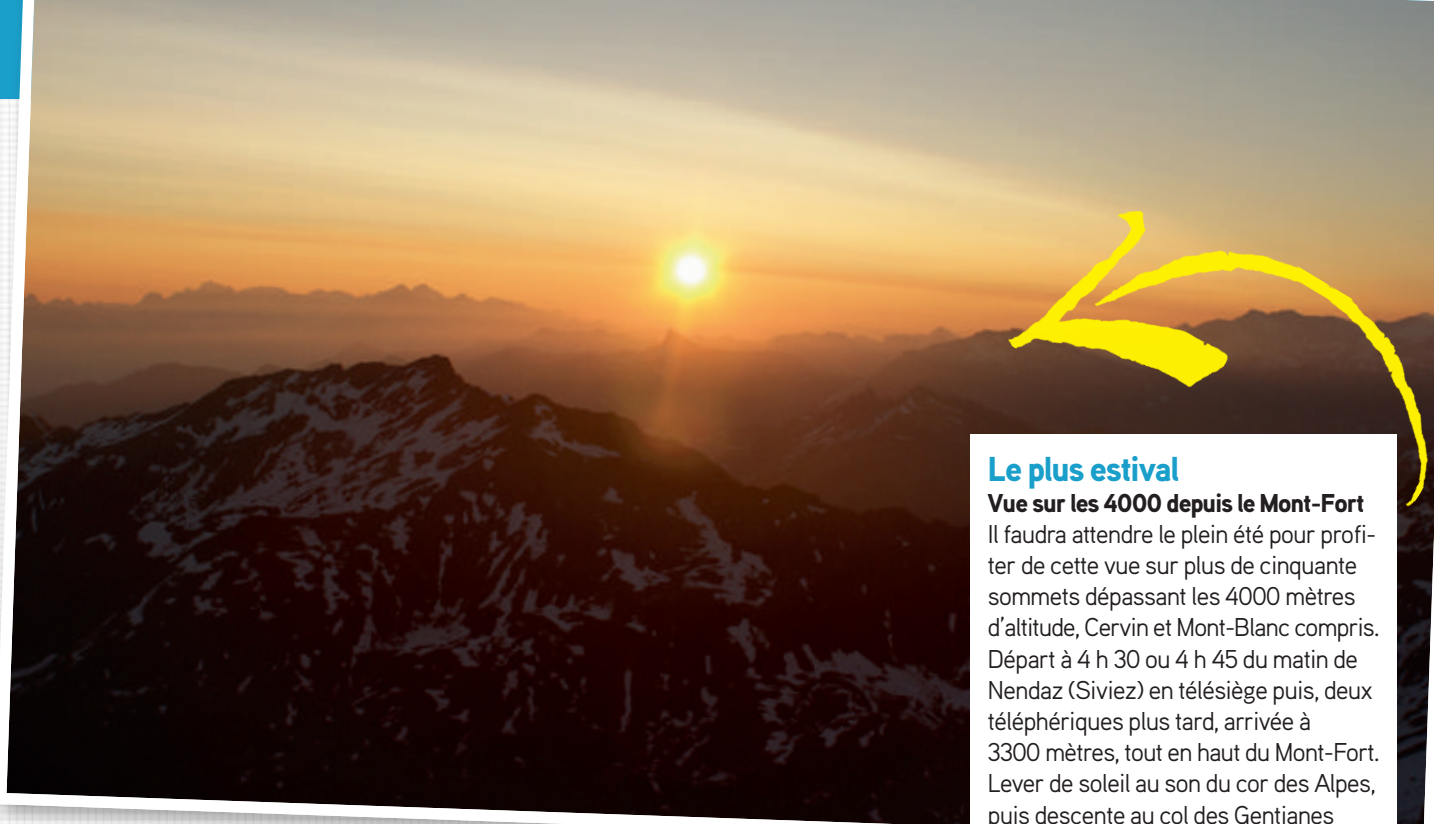 Le plus estival
Vue sur les 4000 depuis le Mont-Fort
Il faudra attendre le plein été pour profi-
ter de cette vue sur plus de cinquante
sommets dépassant les 4000 mètres
d'altitude, Cervin et Mont-Blanc compris.
Départ à 4 h 30 ou 4 h 45 du matin de
Nendaz (Siviez) en télésiège puis, deux
téléphériques plus tard, arrivée à
3300 mètres, tout en haut du Mont-Fort.
Lever de soleil au son du cor des Alpes,
puis descente au col des Gentianes